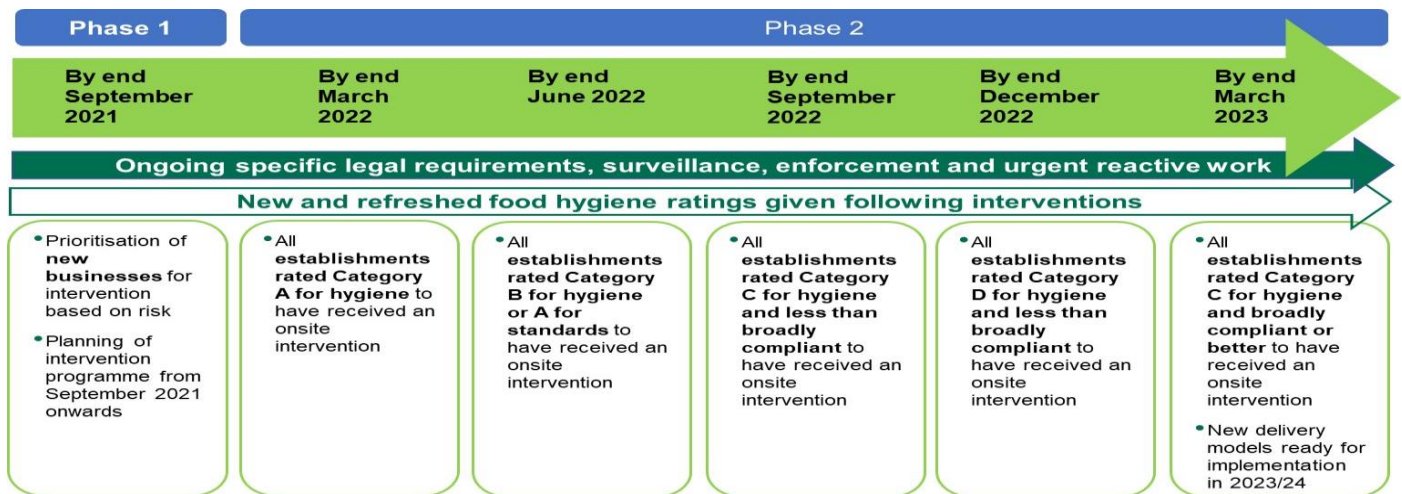 Phase 1
Phase 2
By end
September
2021
By end
March
2022
By end
June 2022
By end
September
2022
By end
December
2022
By end
March
2023
Ongoing specific legal requirements, surveillance, enforcement and urgent reactive work
New and refreshed food hygiene ratings given following interventions
• Prioritisation of
new
businesses for
intervention
based on risk
• Planning of
intervention
programme from
September 2021
onwards
• All
establishments
rated Category
A for hygiene to
have received an
onsite
intervention
• All
establishments
rated Category
B for hygiene
or A for
standards to
have received an
onsite
intervention
• All
establishments
rated Category
C for hygiene
and less than
broadly
compliant to
have received an
onsite
intervention
• All
establishments
rated Category
D for hygiene
and less than
broadly
compliant to
have received an
onsite
intervention
• All
establishments
rated Category
C for hygiene
and broadly
compliant or
better to have
received an
onsite
intervention
• New delivery
models ready for
implementation
in 2023/24